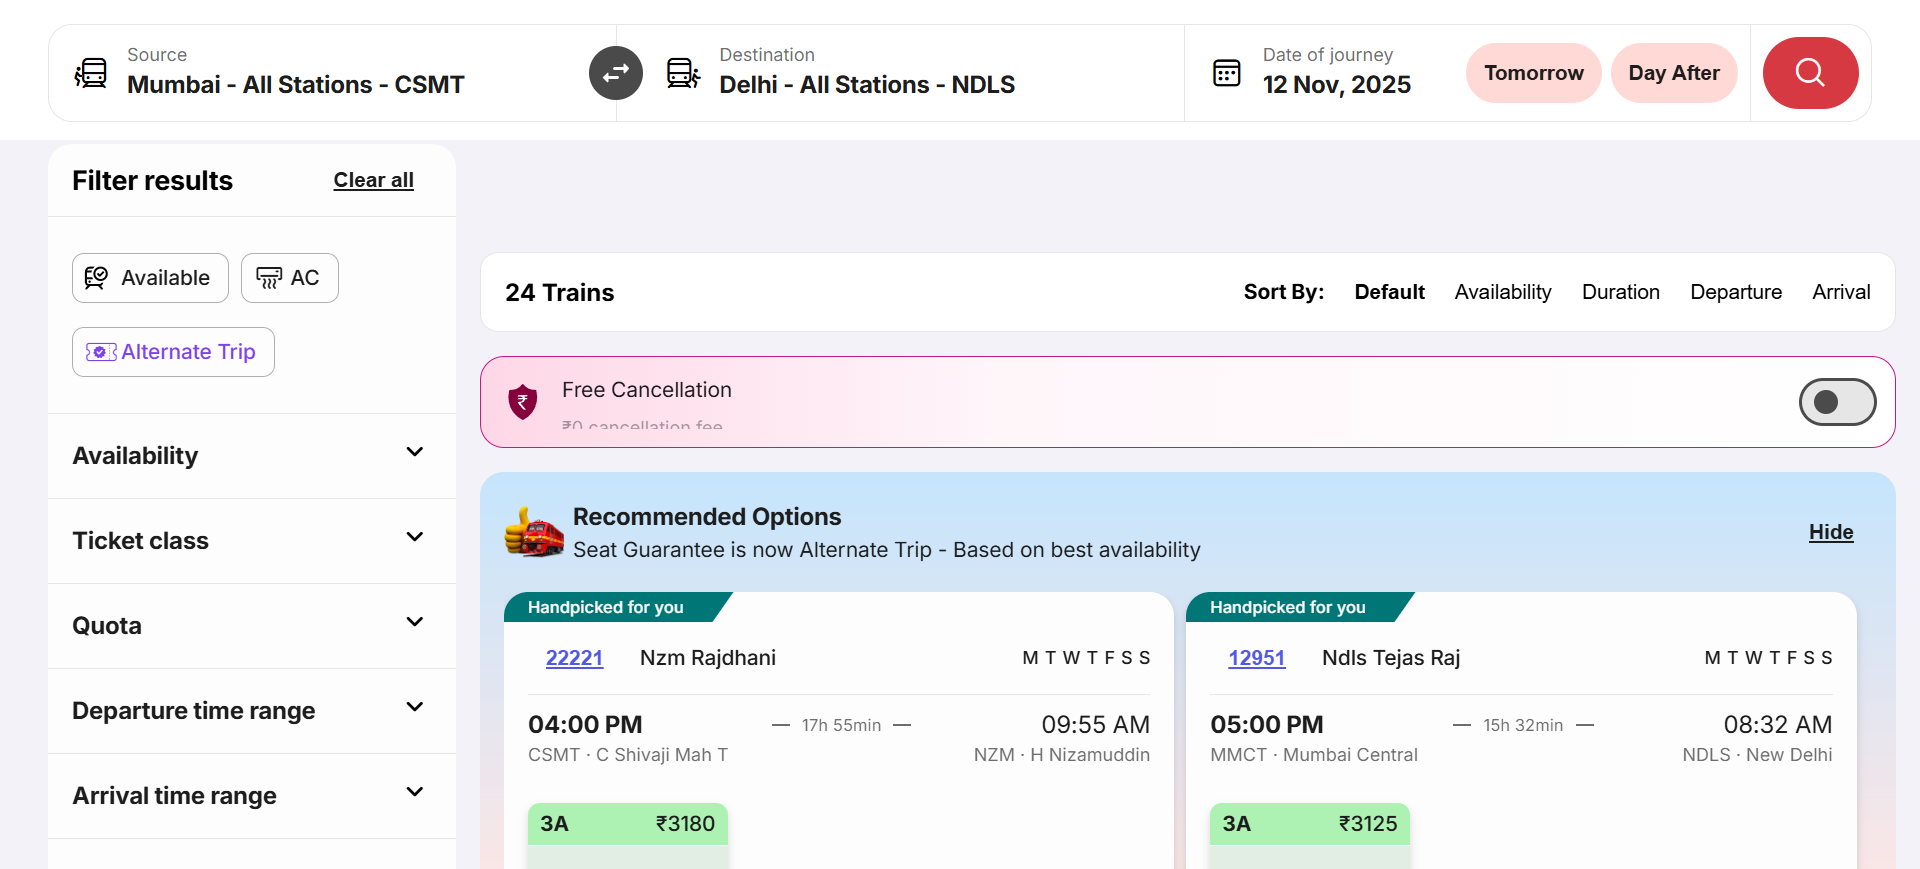 Source
Mumbai - All Stations - CSMT
Destination
Delhi - All Stations - NDLS
Date of journey
12 Nov, 2025
Tomorrow
Day After
Filter results
Clear all
Available
AC
Alternate Trip
Availability
Ticket class
Quota
Departure time range
Arrival time range
24 Trains
Sort By: Default Availability Duration Departure Arrival
Free Cancellation
₹0 cancellation fee
Recommended Options
Seat Guarantee is now Alternate Trip - Based on best availability
Hide
Handpicked for you
22221 Nzm Rajdhani M T W T F S S
04:00 PM — 17h 55min — 09:55 AM
CSMT · C Shivaji Mah T NZM · H Nizamuddin
3A ₹3180
Handpicked for you
12951 Ndls Tejas Raj M T W T F S S
05:00 PM — 15h 32min — 08:32 AM
MMCT · Mumbai Central NDLS · New Delhi
3A ₹3125